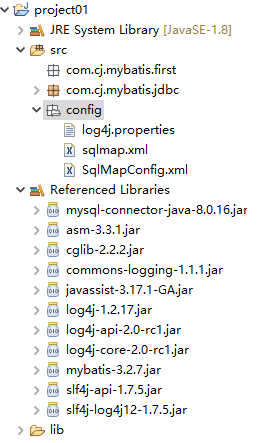 project01
JRE System Library [JavaSE-1.8]
src
com.cj.mybatis.first
com.cj.mybatis.jdbc
config
log4j.properties
sqlmap.xml
SqlMapConfig.xml
Referenced Libraries
mysql-connector-java-8.0.16.jar
asm-3.3.1.jar
cglib-2.2.2.jar
commons-logging-1.1.1.jar
javassist-3.17.1-GA.jar
log4j-1.2.17.jar
log4j-api-2.0-rc1.jar
log4j-core-2.0-rc1.jar
mybatis-3.2.7.jar
slf4j-api-1.7.5.jar
slf4j-log4j12-1.7.5.jar
lib